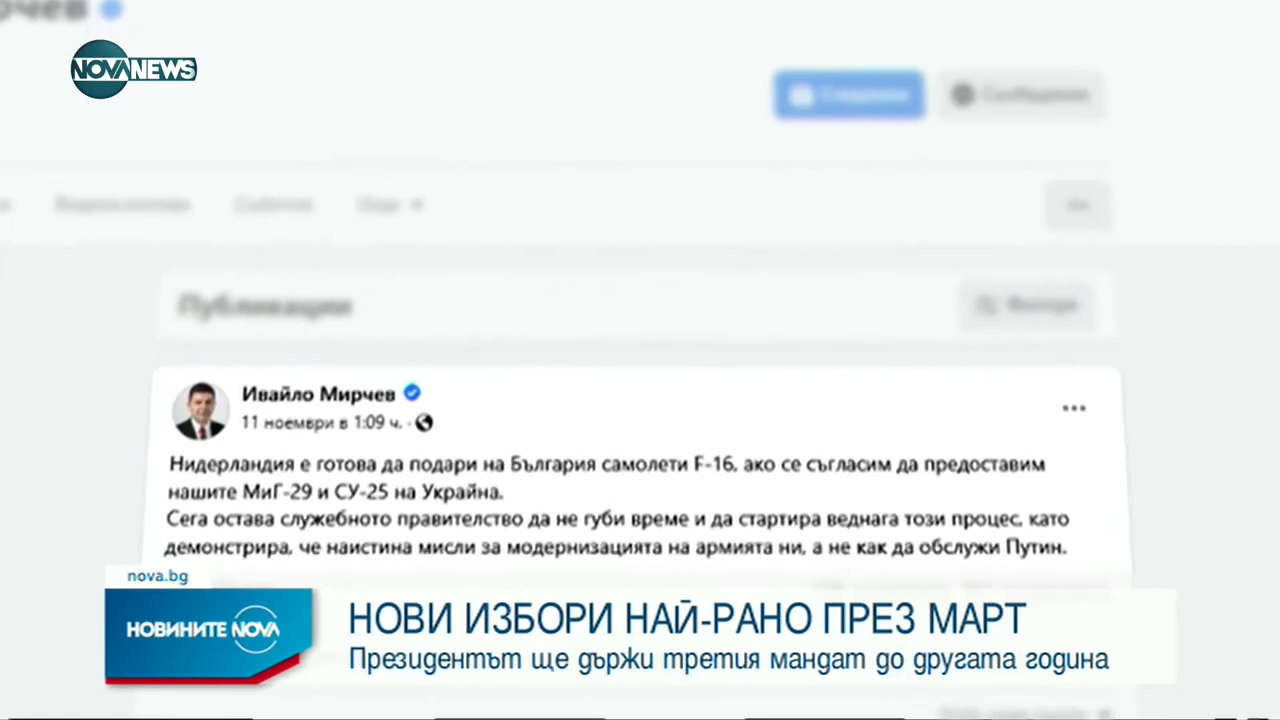 NOVANEWS
Публикации
Ивайло Мирчев
11 ноември в 1:09 ч. ·
Нидерландия е готова да подари на България самолети F-16, ако се съгласим да предоставим
нашите МиГ-29 и СУ-25 на Украйна.
Сега остава служебното правителство да не губи време и да стартира веднага този процес, като
демонстрира, че наистина мисли за модернизацията на армията ни, а не как да обслужи Путин.
nova.bg
НОВИНИТЕ NOVA
НОВИ ИЗБОРИ НАЙ-РАНО ПРЕЗ МАРТ
Президентът ще държи третия мандат до другата година